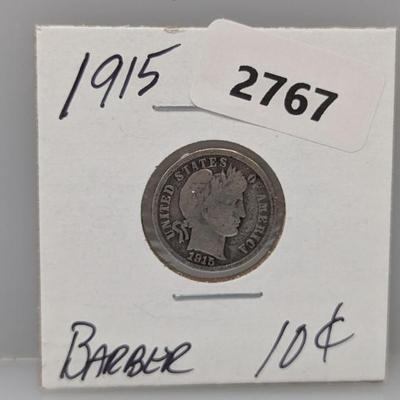 1915
2767
UNITED STATES OF AMERICA
1915
BARBER 10¢